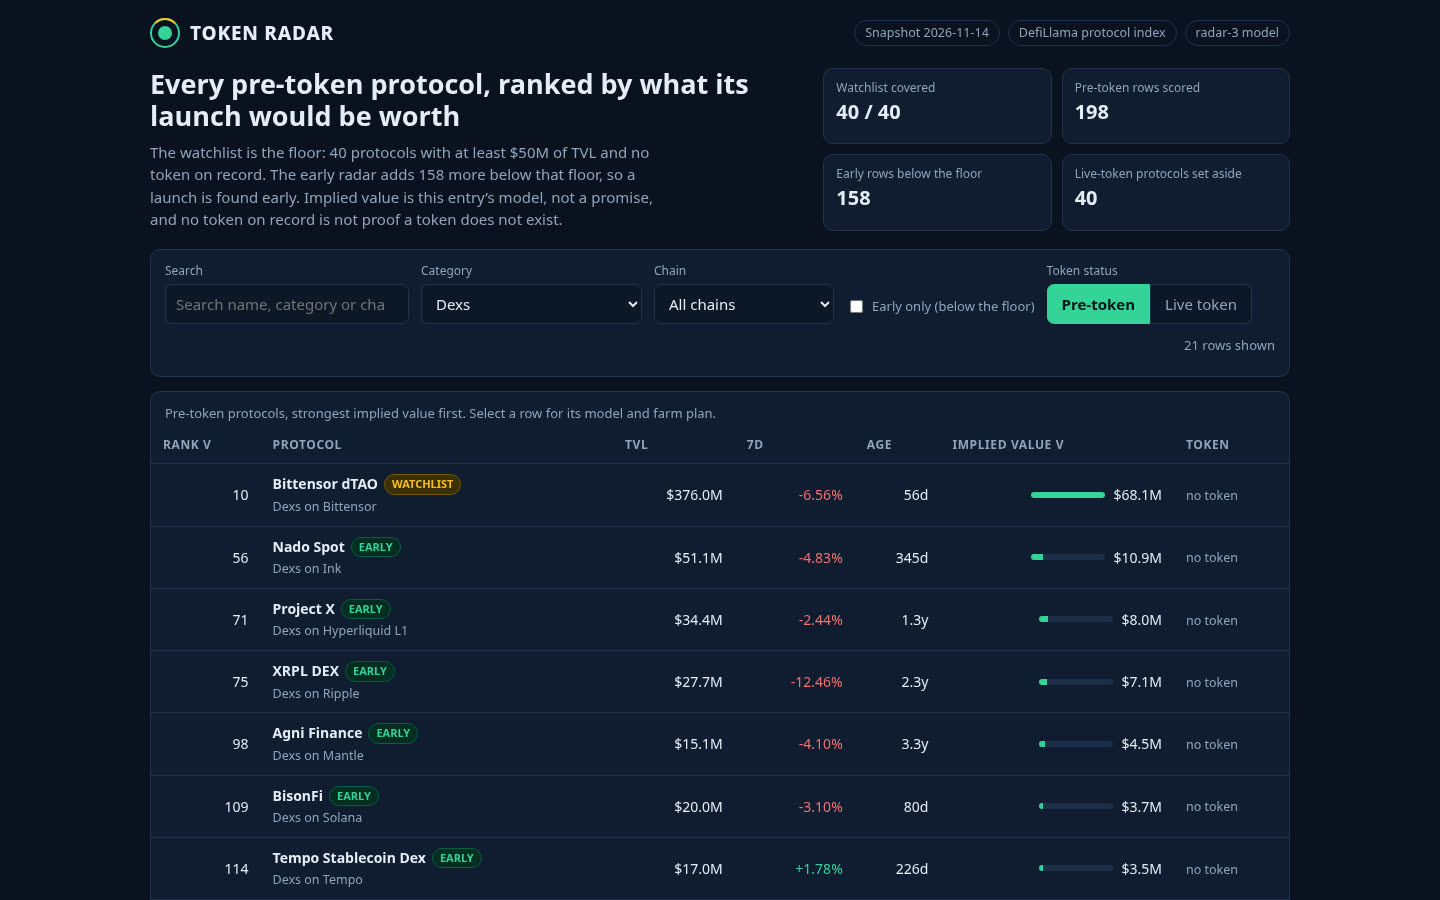 TOKEN RADAR
Snapshot 2026-11-14
DefiLlama protocol index
radar-3 model
Every pre-token protocol, ranked by what its
launch would be worth
The watchlist is the floor: 40 protocols with at least $50M of TVL and no
token on record. The early radar adds 158 more below that floor, so a
launch is found early. Implied value is this entry's model, not a promise,
and no token on record is not proof a token does not exist.
Watchlist covered
40 / 40
Pre-token rows scored
198
Early rows below the floor
158
Live-token protocols set aside
40
Search
Category
Chain
Token status
Search name, category or cha
Dexs
All chains
Early only (below the floor)
Pre-token
Live token
21 rows shown
Pre-token protocols, strongest implied value first. Select a row for its model and farm plan.
RANK V PROTOCOL TVL 7D AGE IMPLIED VALUE V TOKEN
10 Bittensor dTAO WATCHLIST $376.0M -6.56% 56d $68.1M no token
Dexs on Bittensor
56 Nado Spot EARLY $51.1M -4.83% 345d $10.9M no token
Dexs on Ink
71 Project X EARLY $34.4M -2.44% 1.3y $8.0M no token
Dexs on Hyperliquid L1
75 XRPL DEX EARLY $27.7M -12.46% 2.3y $7.1M no token
Dexs on Ripple
98 Agni Finance EARLY $15.1M -4.10% 3.3y $4.5M no token
Dexs on Mantle
109 BisonFi EARLY $20.0M -3.10% 80d $3.7M no token
Dexs on Solana
114 Tempo Stablecoin Dex EARLY $17.0M +1.78% 226d $3.5M no token
Dexs on Tempo